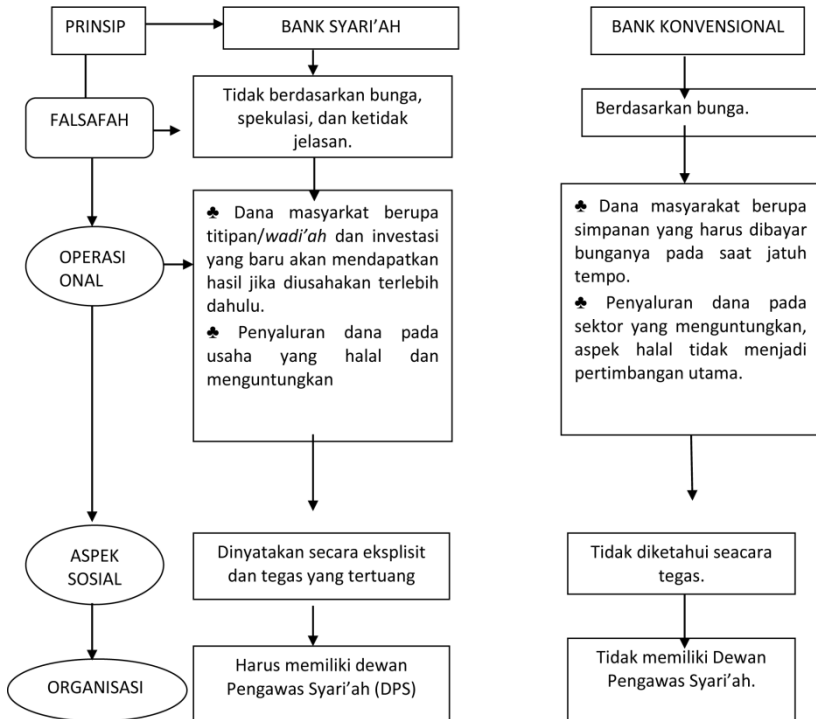 PRINSIP
BANK SYARI’AH
BANK KONVENSIONAL
FALSAFAH
Tidak berdasarkan bunga,
spekulasi, dan ketidak
jelasan.
Berdasarkan bunga.
OPERASI
ONAL
♣ Dana masyarkat berupa
titipan/wadi’ah dan investasi
yang baru akan mendapatkan
hasil jika diusahakan terlebih
dahulu.
♣ Penyaluran dana pada
usaha yang halal dan
menguntungkan
♣ Dana masyarakat berupa
simpanan yang harus dibayar
bunganya pada saat jatuh
tempo.
♣ Penyaluran dana pada
sektor yang menguntungkan,
aspek halal tidak menjadi
pertimbangan utama.
ASPEK
SOSIAL
Dinyatakan secara eksplisit
dan tegas yang tertuang
Tidak diketahui seacara
tegas.
ORGANISASI
Harus memiliki dewan
Pengawas Syari’ah (DPS)
Tidak memiliki Dewan
Pengawas Syari’ah.